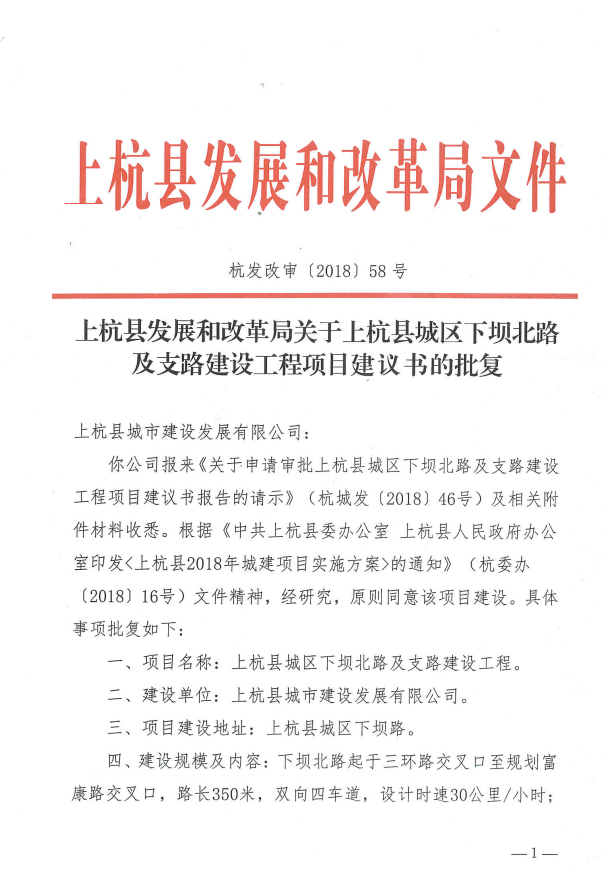 上杭县发展和改革局文件
杭发改审〔2018〕58号
上杭县发展和改革局关于上杭县城区下坝北路
及支路建设工程项目建议书的批复
上杭县城市建设发展有限公司：
你公司报来《关于申请审批上杭县城区下坝北路及支路建设
工程项目建议书报告的请示》（杭城发〔2018〕46号）及相关附
件材料收悉。根据《中共上杭县委办公室 上杭县人民政府办公
室印发<上杭县2018年城建项目实施方案>的通知》（杭委办
〔2018〕16号）文件精神，经研究，原则同意该项目建设。具体
事项批复如下：
一、项目名称：上杭县城区下坝北路及支路建设工程。
二、建设单位：上杭县城市建设发展有限公司。
三、项目建设地址：上杭县城区下坝路。
四、建设规模及内容：下坝北路起于三环路交叉口至规划富
康路交叉口，路长350米，双向四车道，设计时速30公里/小时；
—1—